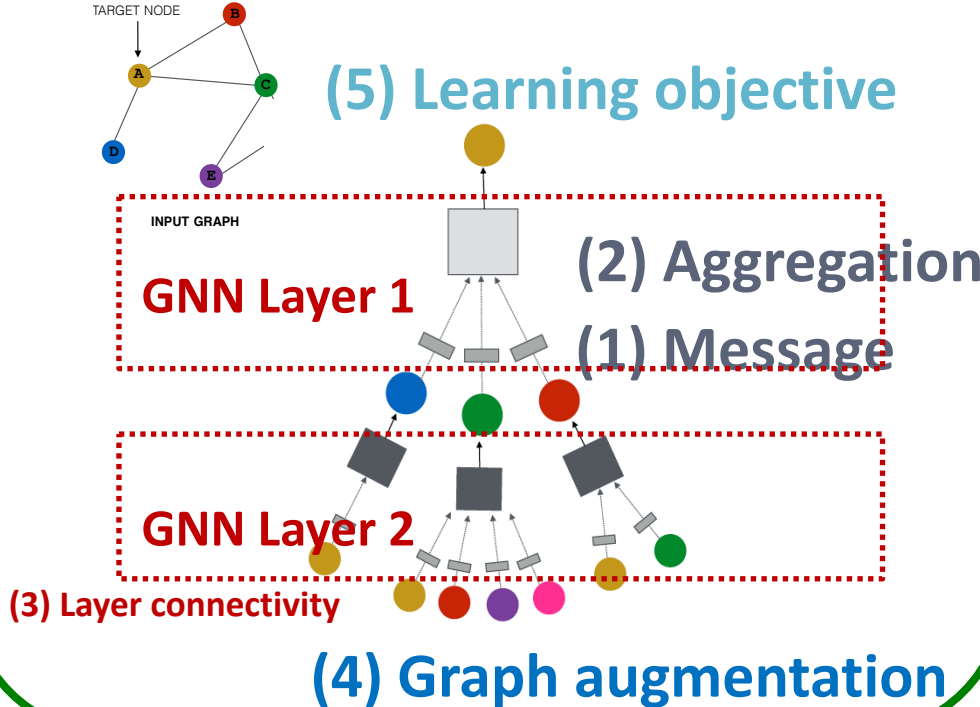 TARGET NODE
B
A
C
D
E
(5) Learning objective
INPUT GRAPH
GNN Layer 1
(2) Aggregation
(1) Message
GNN Layer 2
(3) Layer connectivity
(4) Graph augmentation